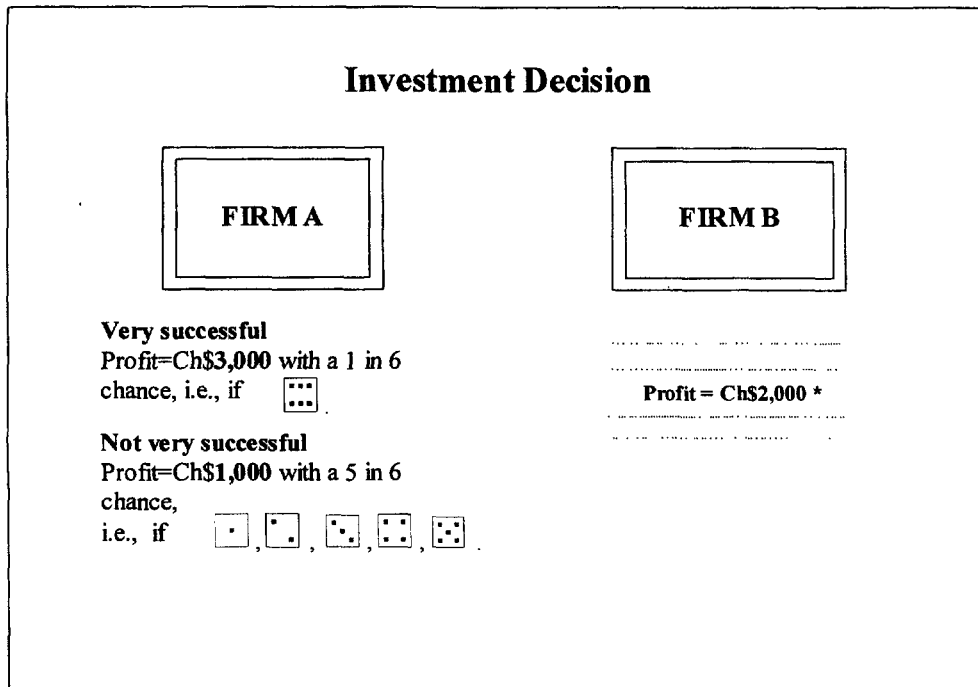 Investment Decision
FIRM A
FIRM B
Very successful
Profit=Ch$3,000 with a 1 in 6
chance, i.e., if .
Not very successful
Profit=Ch$1,000 with a 5 in 6
chance,
i.e., if , , , , .
Profit = Ch$2,000 *